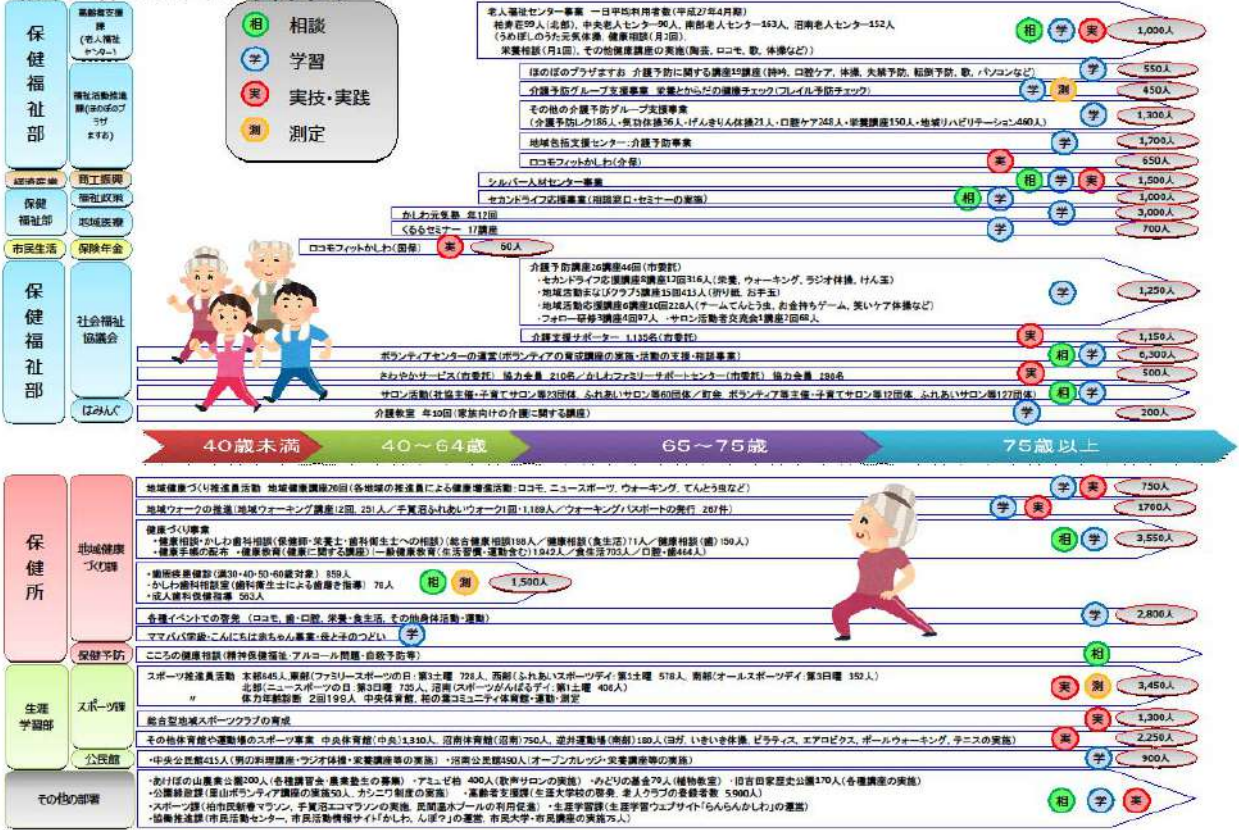 保健福祉部
高齢者支援課
(老人福祉センター)
相 相談
学 学習
実 実技・実践
測 測定
老人福祉センター事業 一日平均利用者数(平成27年4月期)
柏寿荘99人(北部)、中央老人センター90人、南部老人センター163人、沼南老人センター152人
(うめぼしのうた元気体操、健康相談(月2回)、
栄養相談(月1回)、その他健康講座の実施(陶芸、ロコモ、歌、体操など))
相 学 実 1,000人
福祉活動推進課(ほのぼのプラザますお)
ほのぼのプラザますお 介護予防に関する講座19講座(詩吟、口腔ケア、体操、失禁予防、転倒予防、歌、パソコンなど)
学 550人
介護予防グループ支援事業 栄養とからだの健康チェック(フレイル予防チェック)
学 測 450人
その他の介護予防グループ支援事業
(介護予防レク186人・気功体操36人・げんきりん体操21人・口腔ケア248人・栄養講座150人・地域リハビリテーション460人)
学 1,300人
地域包括支援センター:介護予防事業
学 1,700人
ロコモフィットかしわ(介保)
実 650人
商工振興
シルバー人材センター事業
相 学 実 1,500人
保健福祉部
福祉政策
セカンドライフ応援事業(相談窓口・セミナーの実施)
相 学 1,000人
地域医療
かしわ元気塾 年12回
学 3,000人
くるるセミナー 17講座
学 700人
市民生活 保険年金
ロコモフィットかしわ(国保) 実 60人
保健福祉部
社会福祉協議会
介護予防講座26講座46回(市委託)
・セカンドライフ応援講座8講座12回316人(栄養、ウォーキング、ラジオ体操、けん玉)
・地域活動まなびクラブ5講座15回413人(折り紙、お手玉)
・地域活動応援講座6講座10回228人(チームてんとう虫、お金持ちゲーム、笑いケア体操など)
・フォロー研修3講座4回97人 ・サロン活動者交流会1講座2回68人
学 1,250人
介護支援サポーター 1,135名(市委託)
実 1,150人
ボランティアセンターの運営(ボランティアの育成講座の実施・活動の支援・相談事業)
相 学 6,300人
さわやかサービス(市委託) 協力会員 210名/かしわファミリーサポートセンター(市委託) 協力会員 290名
実 500人
サロン活動(社協主催・子育てサロン等23団体、ふれあいサロン等60団体/町会、ボランティア等主催・子育てサロン等12団体、ふれあいサロン等127団体)
相 学
はみんぐ
介護教室 年10回(家族向けの介護に関する講座)
学 200人
40歳未満 40~64歳 65~75歳 75歳以上
保健所
地域健康づくり課
地域健康づくり推進員活動 地域健康講座20回(各地域の推進員による健康増進活動:ロコモ、ニュースポーツ、ウォーキング、てんとう虫など)
学 実 750人
地域ウォークの推進(地域ウォーキング講座12回、251人/手賀沼ふれあいウォーク1回・1,189人/ウォーキングパスポートの発行 267件)
学 実 1700人
健康づくり事業
・健康相談・かしわ歯科相談(保健師・栄養士・歯科衛生士への相談)(総合健康相談198人/健康相談(食生活)71人/健康相談(歯)150人)
・健康手帳の配布 ・健康教育(健康に関する講座)(一般健康教育(生活習慣・運動含む)1,942人/食生活703人/口腔・歯464人)
相 学 3,550人
・歯周疾患健診(満30・40・50・60歳対象) 859人
・かしわ歯科相談室(歯科衛生士による歯磨き指導) 78人
・成人歯科保健指導 563人
相 測 1,500人
各種イベントでの啓発 (ロコモ、歯・口腔、栄養・食生活、その他身体活動・運動)
学 2,800人
ママパパ学級・こんにちは赤ちゃん事業・母と子のつどい 学
保健予防
こころの健康相談(精神保健福祉・アルコール問題・自殺予防等)
相
生涯学習部
スポーツ課
スポーツ推進員活動 本部645人、東部(ファミリースポーツの日:第3土曜 728人、西部(ふれあいスポーツデイ:第3土曜 578人、南部(オールスポーツデイ:第3日曜 352人)
北部(ニュースポーツの日:第3日曜 735人、沼南(スポーツがんばるデイ:第1土曜 408人)
〃 体力年齢診断 2回199人 中央体育館、柏の葉コミュニティ体育館・運動・測定
実 測 3,450人
総合型地域スポーツクラブの育成
実 1,300人
その他体育館や運動場のスポーツ事業 中央体育館(中央)1,310人、沼南体育館(沼南)750人、逆井運動場(南部)180人(ヨガ、いきいき体操、ピラティス、エアロビクス、ポールウォーキング、テニスの実施)
実 2,250人
公民館
・中央公民館415人(男の料理講座・ラジオ体操・栄養講座等の実施) ・沼南公民館490人(オープンカレッジ・栄養講座等の実施)
学 900人
その他の部署
・あけぼの山農業公園200人(各種講習会・農業塾生の募集) ・アミュゼ柏 400人(歌声サロンの実施) ・みどりの基金70人(植物教室) ・旧吉田家歴史公園170人(各種講座の実施)
・公園緑政課(里山ボランティア講座の実施50人、カシニワ制度の実施) ・高齢者支援課(生涯大学校の啓発、老人クラブの登録者数 5,900人)
・スポーツ課(柏市民新春マラソン、手賀沼エコマラソンの実施、民間温水プールの利用促進) ・生涯学習課(生涯学習ウェブサイト「らんらんかしわ」の運営)
・協働推進課(市民活動センター、市民活動情報サイト「かしわ、んぽ?」の運営、市民大学・市民講座の実施75人)
相 学 実